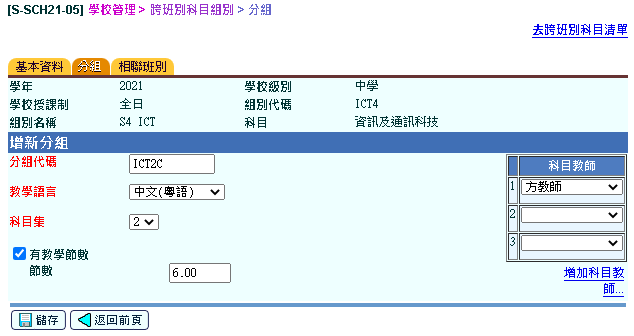 [S-SCH21-05] 學校管理 > 跨班別科目組別 > 分組
去跨班別科目清單
基本資料 分組 相聯班別
學年 2021 學校級別 中學
學校授課制 全日 組別代碼 ICT4
組別名稱 S4 ICT 科目 資訊及通訊科技
增新分組
分組代碼 ICT2C
教學語言 中文(粵語)
科目集 2
有教學節數
節數 6.00
科目教師
1 方教師
2
3
增加科目教
師...
儲存 返回前頁